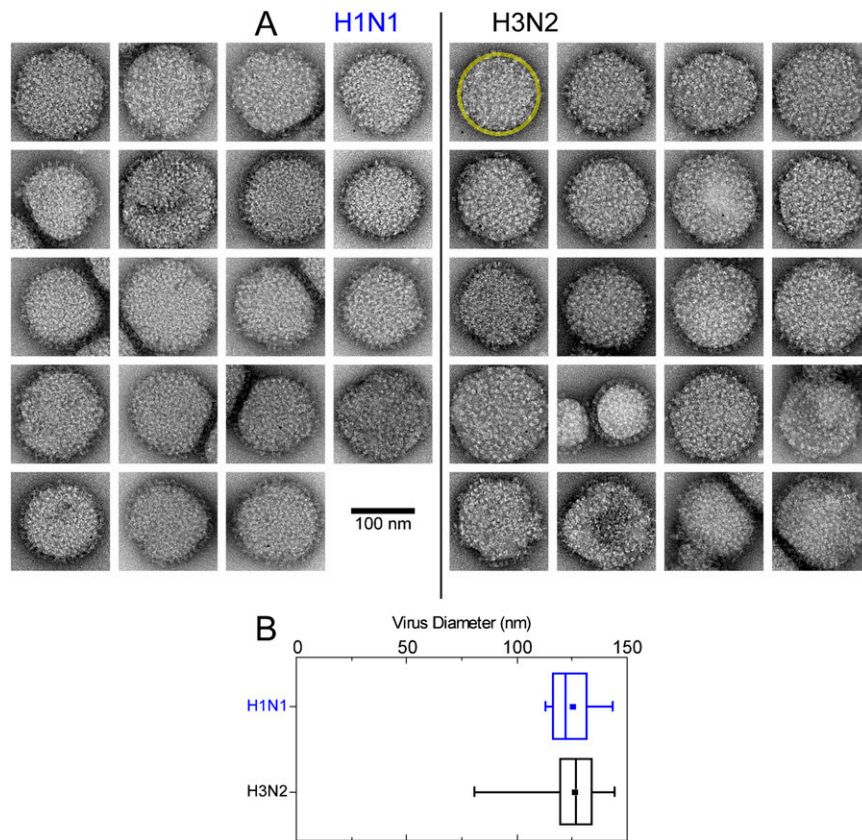 A H1N1 H3N2
100 nm
B
Virus Diameter (nm)
0 50 100 150
H1N1
H3N2